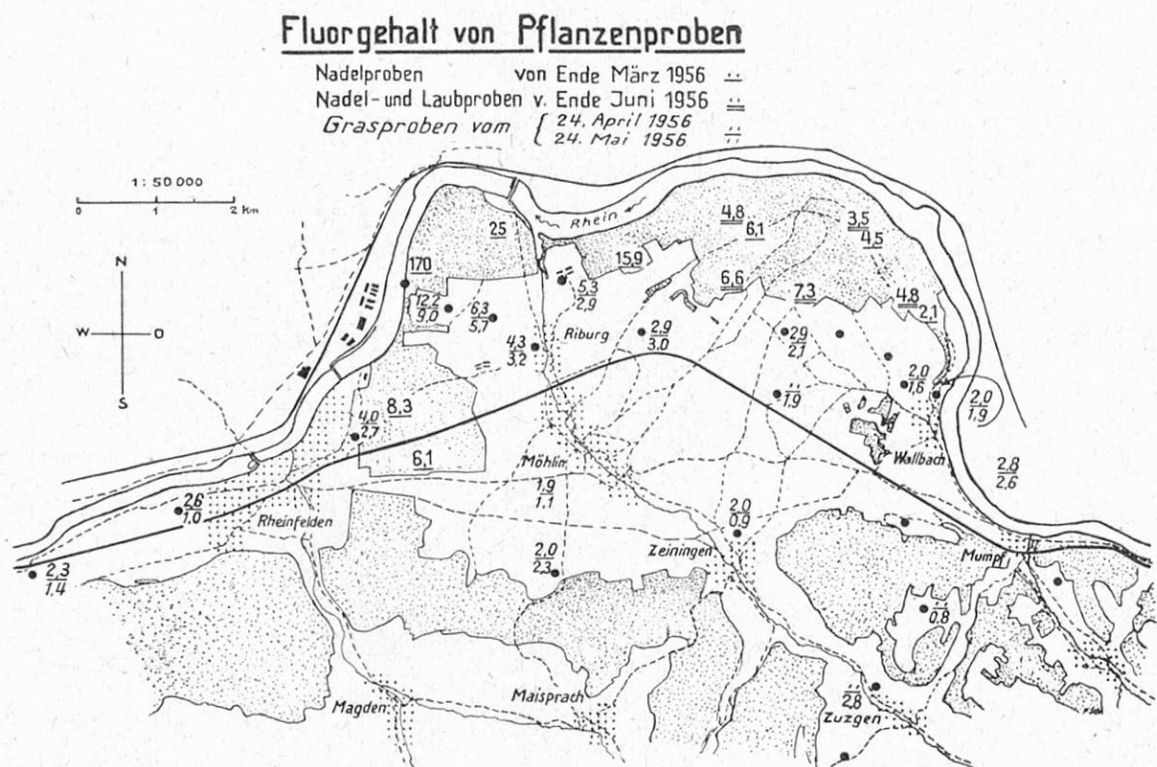 Fluorgehalt von Pflanzenproben
Nadelproben von Ende März 1956
Nadel- und Laubproben v. Ende Juni 1956
Grasproben vom { 24. April 1956
24. Mai 1956
1:50 000
0 2 Km
N
W O
S
Rhein
25
4,8
6,1
3,5
4,5
15,9
170
12,2
9,0
6,3
5,7
5,3
2,9
6,6
7,3
4,8
2,1
4,3
3,2
Riburg
2,9
3,0
2,9
2,1
2,0
1,6
2,0
1,9
1,9
8,3
4,0
2,7
6,1
Möhlin
1,9
1,1
Wallbach
2,8
2,6
2,6
1,0
Rheinfelden
2,0
0,9
Zeiningen
2,0
2,3
Mumpf
2,3
1,4
0,8
Magden
Maisprach
2,8
Zuzgen